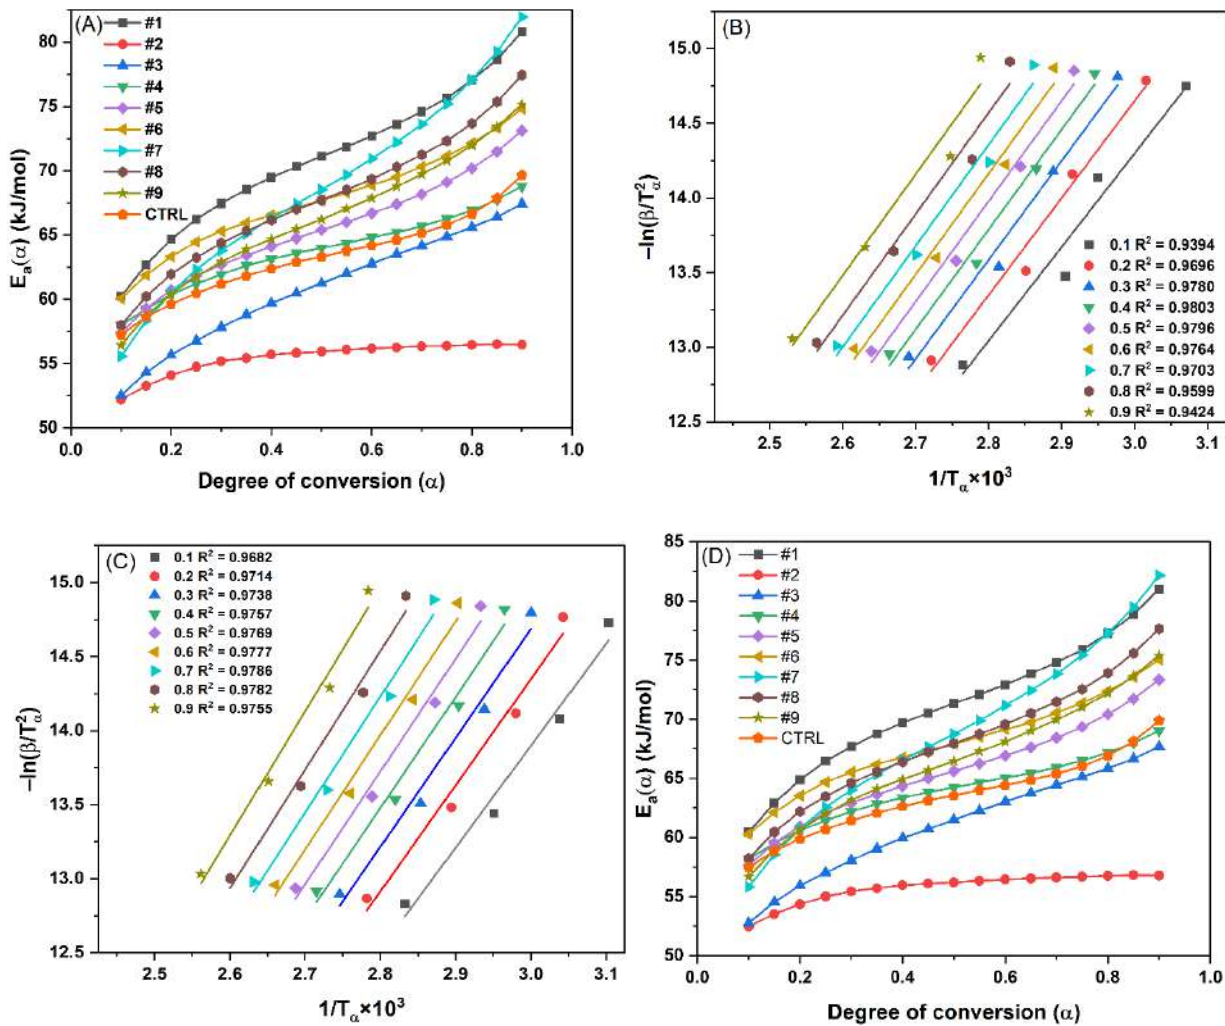 (A)
#1
#2
#3
#4
#5
#6
#7
#8
#9
CTRL
80
75
70
65
60
55
50
0.0 0.2 0.4 0.6 0.8 1.0
Eₐ(α) (kJ/mol)
Degree of conversion (α)
(B)
15.0
14.5
14.0
13.5
13.0
12.5
0.1 R² = 0.9394
0.2 R² = 0.9696
0.3 R² = 0.9780
0.4 R² = 0.9803
0.5 R² = 0.9796
0.6 R² = 0.9764
0.7 R² = 0.9703
0.8 R² = 0.9599
0.9 R² = 0.9424
2.5 2.6 2.7 2.8 2.9 3.0 3.1
−ln(β/T²α)
1/Tα×10³
(C)
0.1 R² = 0.9682
0.2 R² = 0.9714
0.3 R² = 0.9738
0.4 R² = 0.9757
0.5 R² = 0.9769
0.6 R² = 0.9777
0.7 R² = 0.9786
0.8 R² = 0.9782
0.9 R² = 0.9755
15.0
14.5
14.0
13.5
13.0
12.5
2.5 2.6 2.7 2.8 2.9 3.0 3.1
−ln(β/T²α)
1/Tα×10³
(D)
#1
#2
#3
#4
#5
#6
#7
#8
#9
CTRL
85
80
75
70
65
60
55
50
0.0 0.2 0.4 0.6 0.8 1.0
Eₐ(α) (kJ/mol)
Degree of conversion (α)